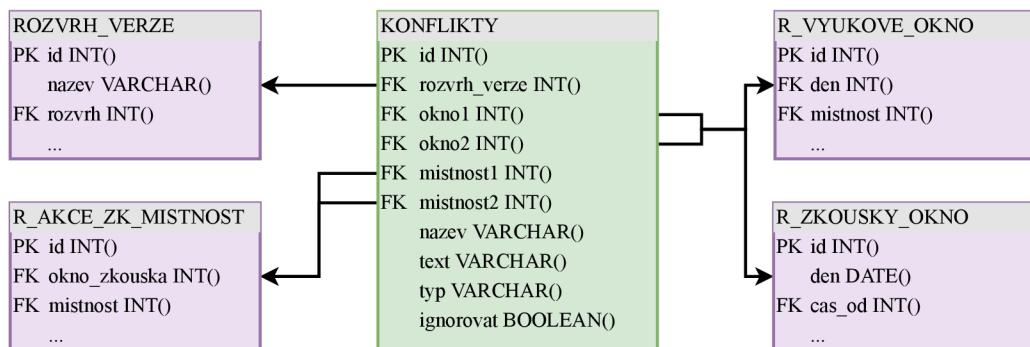 ROZVRH_VERZE
PK id INT()
nazev VARCHAR()
FK rozvrh INT()
...
R_AKCE_ZK_MISTNOST
PK id INT()
FK okno_zkouska INT()
FK mistnost INT()
...
KONFLIKTY
PK id INT()
FK rozvrh_verze INT()
FK okno1 INT()
FK okno2 INT()
FK mistnost1 INT()
FK mistnost2 INT()
nazev VARCHAR()
text VARCHAR()
typ VARCHAR()
ignorovat BOOLEAN()
R_VYUKOVE_OKNO
PK id INT()
FK den INT()
FK mistnost INT()
...
R_ZKOUSKY_OKNO
PK id INT()
den DATE()
FK cas_od INT()
...